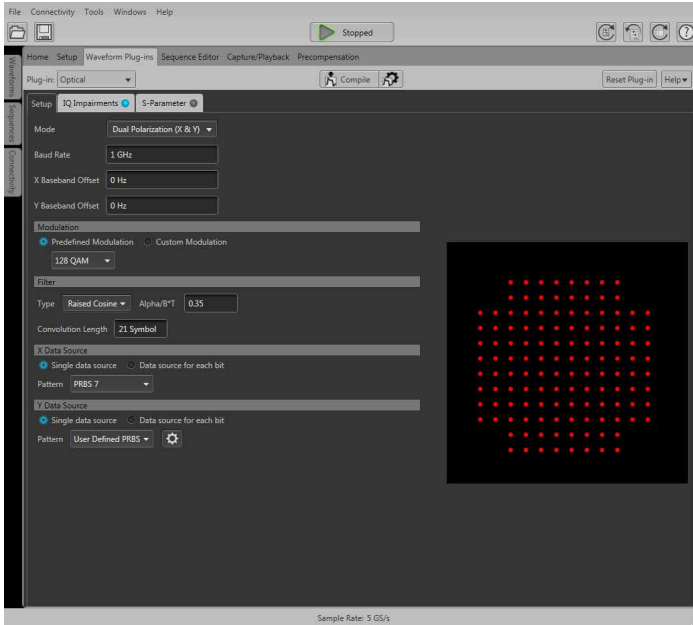 File Connectivity Tools Windows Help
Stopped
Home Setup Waveform Plug-ins Sequence Editor Capture/Playback Precompensation
Waveforms
Sequences
Connectivity
Plug-in: Optical
Compile
Reset Plug-in Help
Setup IQ Impairments S-Parameter
Mode Dual Polarization (X & Y)
Baud Rate 1 GHz
X Baseband Offset 0 Hz
Y Baseband Offset 0 Hz
Modulation
Predefined Modulation Custom Modulation
128 QAM
Filter
Type Raised Cosine Alpha/B*T 0.35
Convolution Length 21 Symbol
X Data Source
Single data source Data source for each bit
Pattern PRBS 7
Y Data Source
Single data source Data source for each bit
Pattern User Defined PRBS
Sample Rate: 5 GS/s